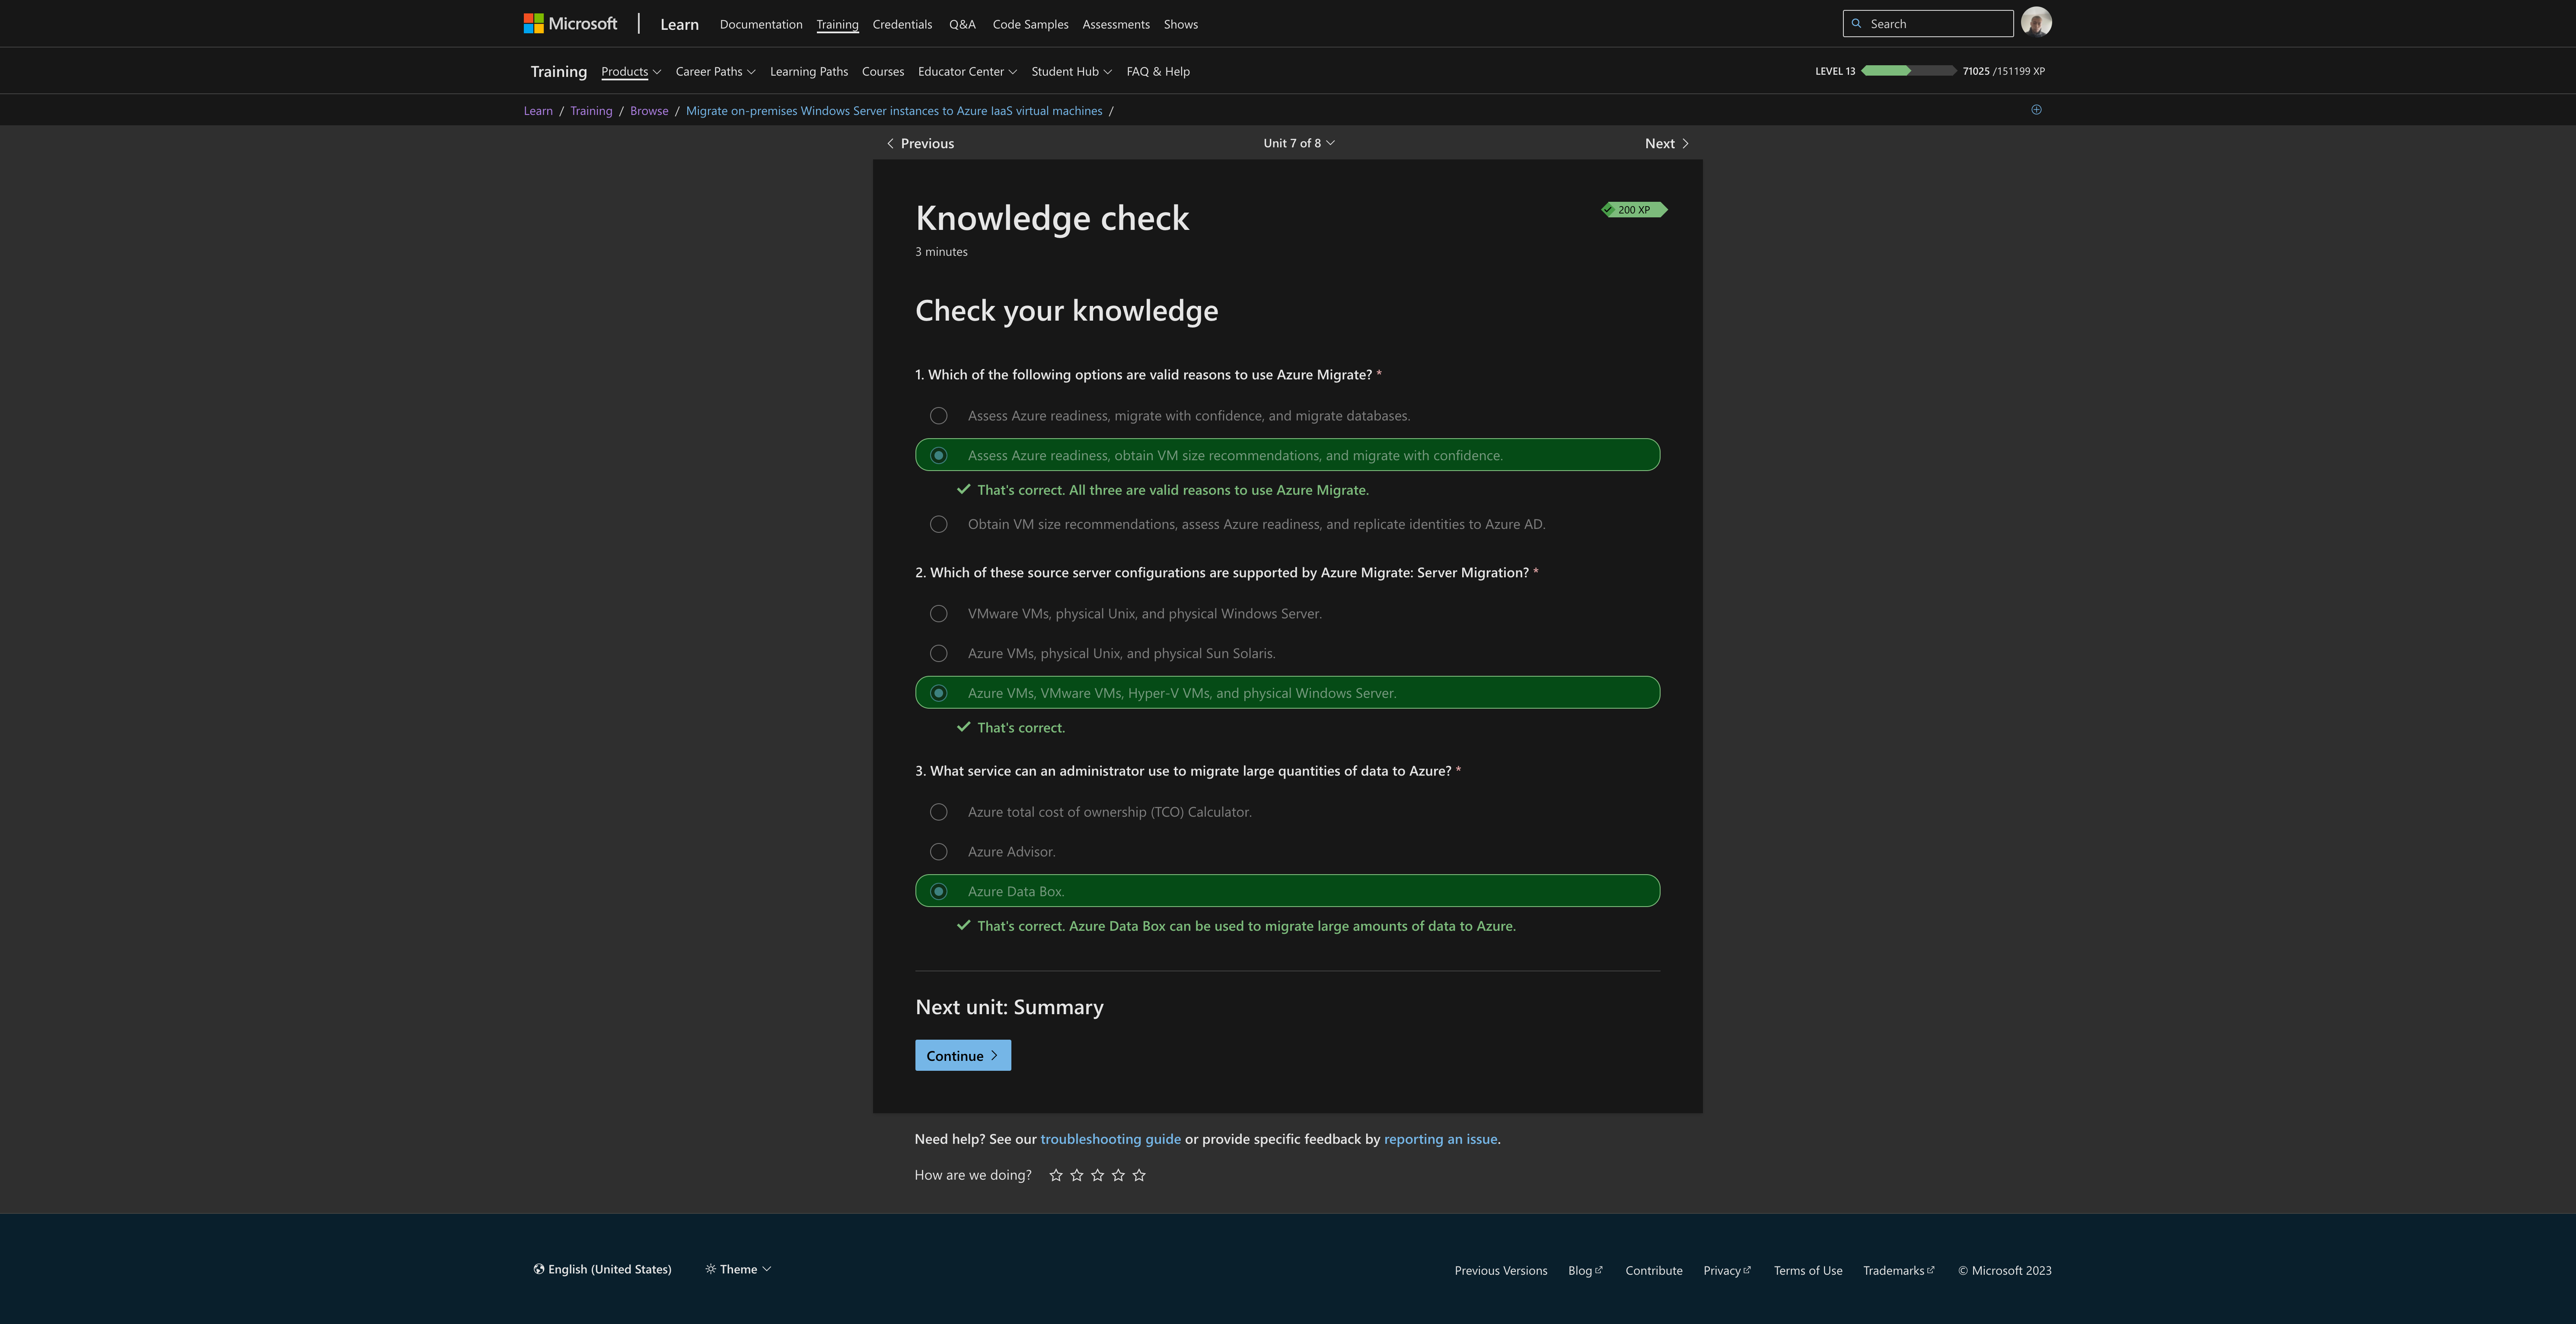 Microsoft | Learn Documentation Training Credentials Q&A Code Samples Assessments Shows Search
Training Products Career Paths Learning Paths Courses Educator Center Student Hub FAQ & Help LEVEL 13 71025 /151199 XP
Learn / Training / Browse / Migrate on-premises Windows Server instances to Azure IaaS virtual machines /
Previous Unit 7 of 8 Next
Knowledge check 200 XP
3 minutes
Check your knowledge
1. Which of the following options are valid reasons to use Azure Migrate? *
Assess Azure readiness, migrate with confidence, and migrate databases.
Assess Azure readiness, obtain VM size recommendations, and migrate with confidence.
That's correct. All three are valid reasons to use Azure Migrate.
Obtain VM size recommendations, assess Azure readiness, and replicate identities to Azure AD.
2. Which of these source server configurations are supported by Azure Migrate: Server Migration? *
VMware VMs, physical Unix, and physical Windows Server.
Azure VMs, physical Unix, and physical Sun Solaris.
Azure VMs, VMware VMs, Hyper-V VMs, and physical Windows Server.
That's correct.
3. What service can an administrator use to migrate large quantities of data to Azure? *
Azure total cost of ownership (TCO) Calculator.
Azure Advisor.
Azure Data Box.
That's correct. Azure Data Box can be used to migrate large amounts of data to Azure.
Next unit: Summary
Continue
Need help? See our troubleshooting guide or provide specific feedback by reporting an issue.
How are we doing?
English (United States) Theme Previous Versions Blog Contribute Privacy Terms of Use Trademarks © Microsoft 2023